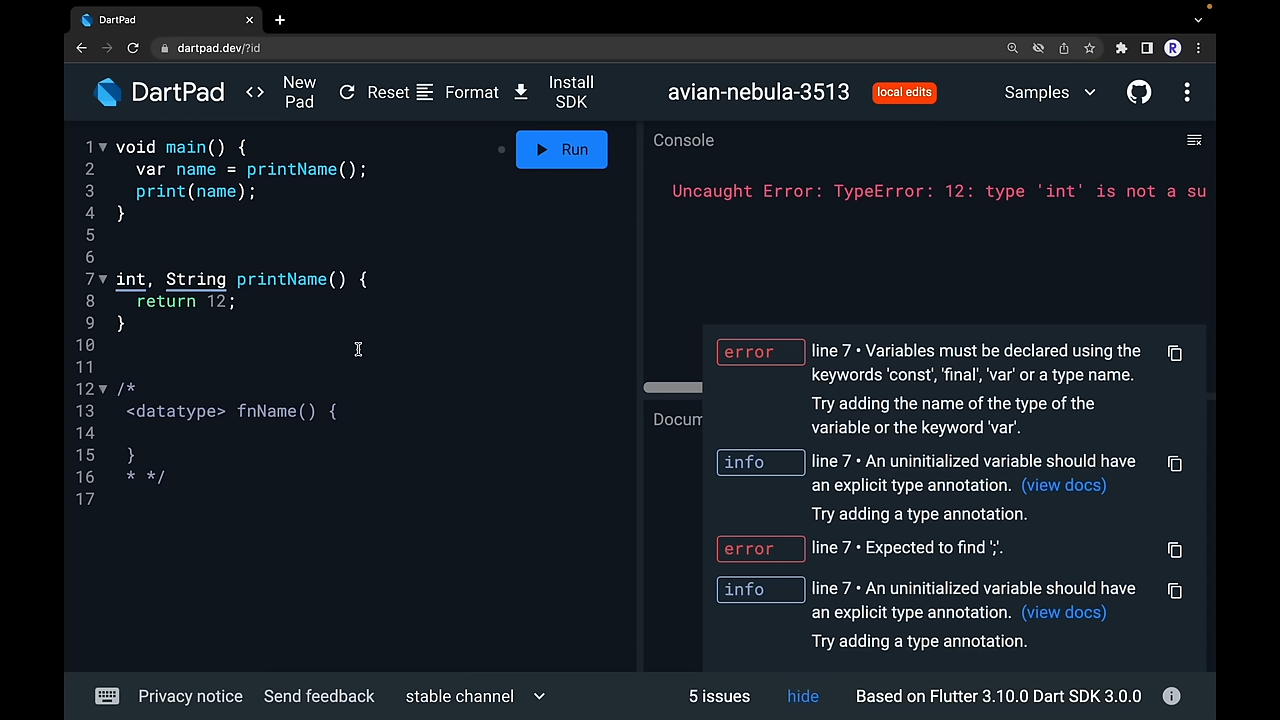 DartPad
dartpad.dev/?id
R
DartPad
<> New Pad
Reset
Format
Install SDK
avian-nebula-3513
local edits
Samples
1 void main() {
2 var name = printName();
3 print(name);
4 }
5
6
7 int, String printName() {
8 return 12;
9 }
10
11
12 /*
13 <datatype> fnName() {
14
15 }
16 * */
17
Run
Console
Uncaught Error: TypeError: 12: type 'int' is not a su
Docum
error line 7 • Variables must be declared using the
keywords 'const', 'final', 'var' or a type name.
Try adding the name of the type of the
variable or the keyword 'var'.
info line 7 • An uninitialized variable should have
an explicit type annotation. (view docs)
Try adding a type annotation.
error line 7 • Expected to find ';'.
info line 7 • An uninitialized variable should have
an explicit type annotation. (view docs)
Try adding a type annotation.
Privacy notice
Send feedback
stable channel
5 issues
hide
Based on Flutter 3.10.0 Dart SDK 3.0.0